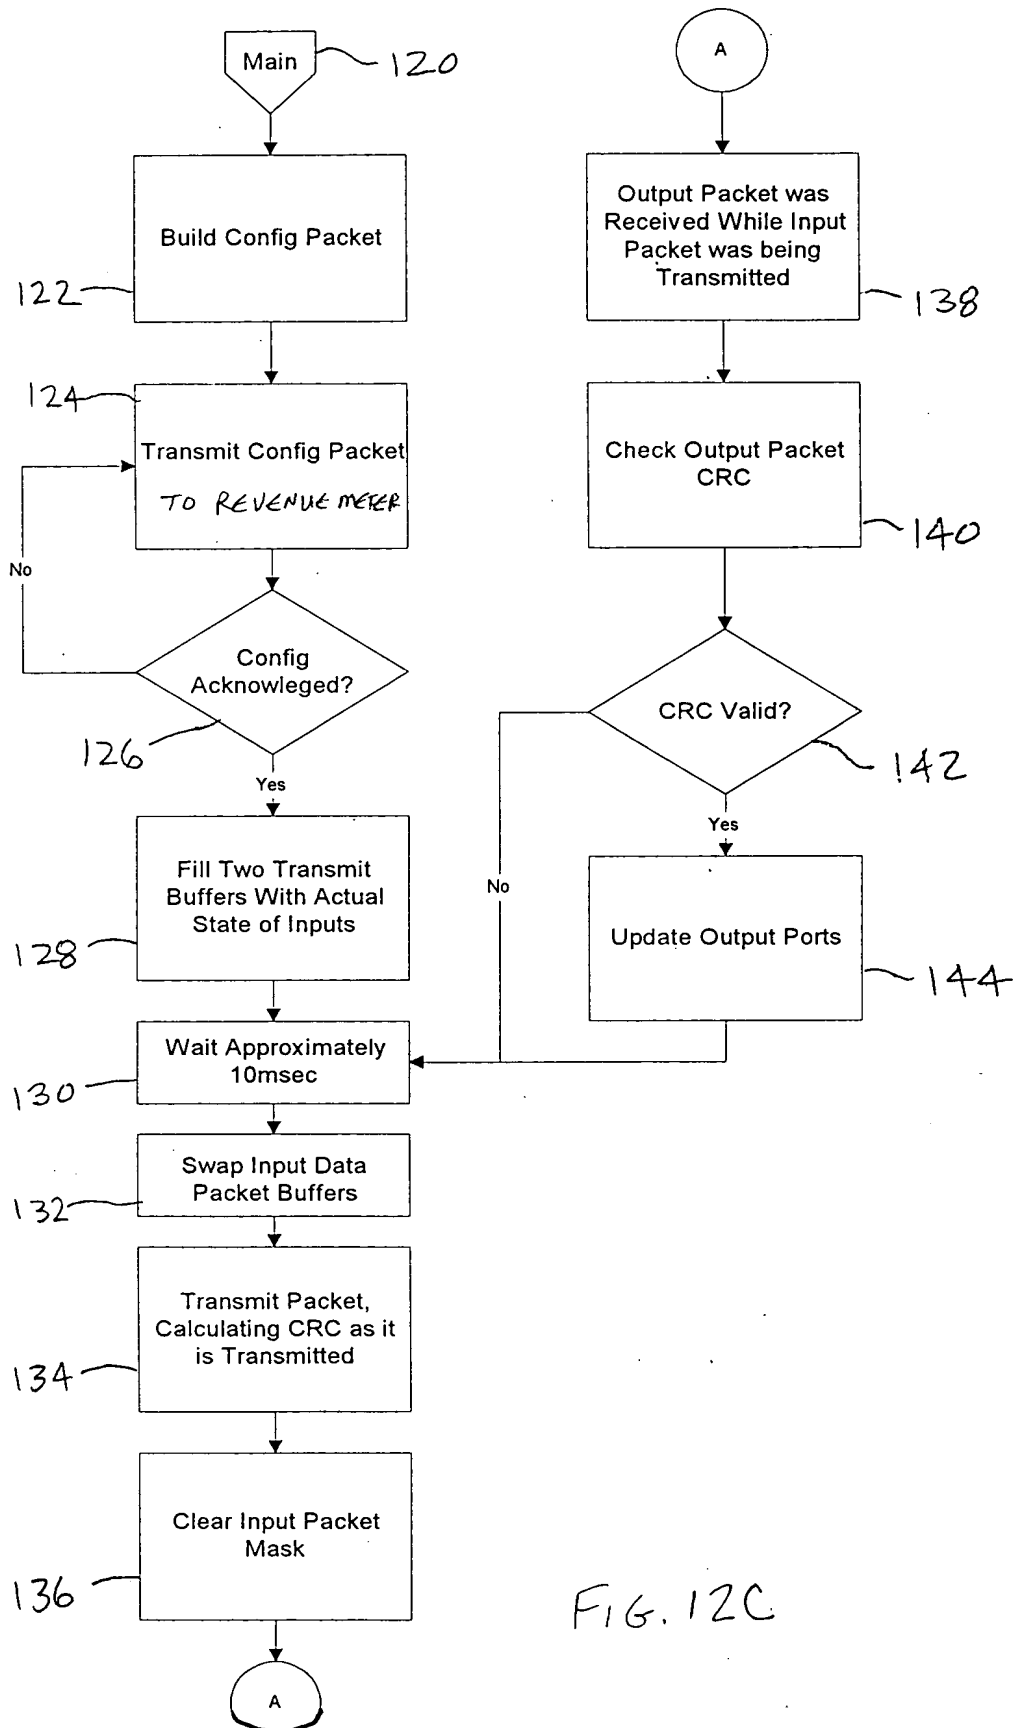 Main
120
Build Config Packet
122
124
Transmit Config Packet
TO REVENUE METER
No
Config
Acknowleged?
126
Yes
Fill Two Transmit
Buffers With Actual
State of Inputs
128
Wait Approximately
10msec
130
Swap Input Data
Packet Buffers
132
Transmit Packet,
Calculating CRC as it
is Transmitted
134
Clear Input Packet
Mask
136
A
A
Output Packet was
Received While Input
Packet was being
Transmitted
138
Check Output Packet
CRC
140
CRC Valid?
142
Yes
No
Update Output Ports
144
FIG. 12C